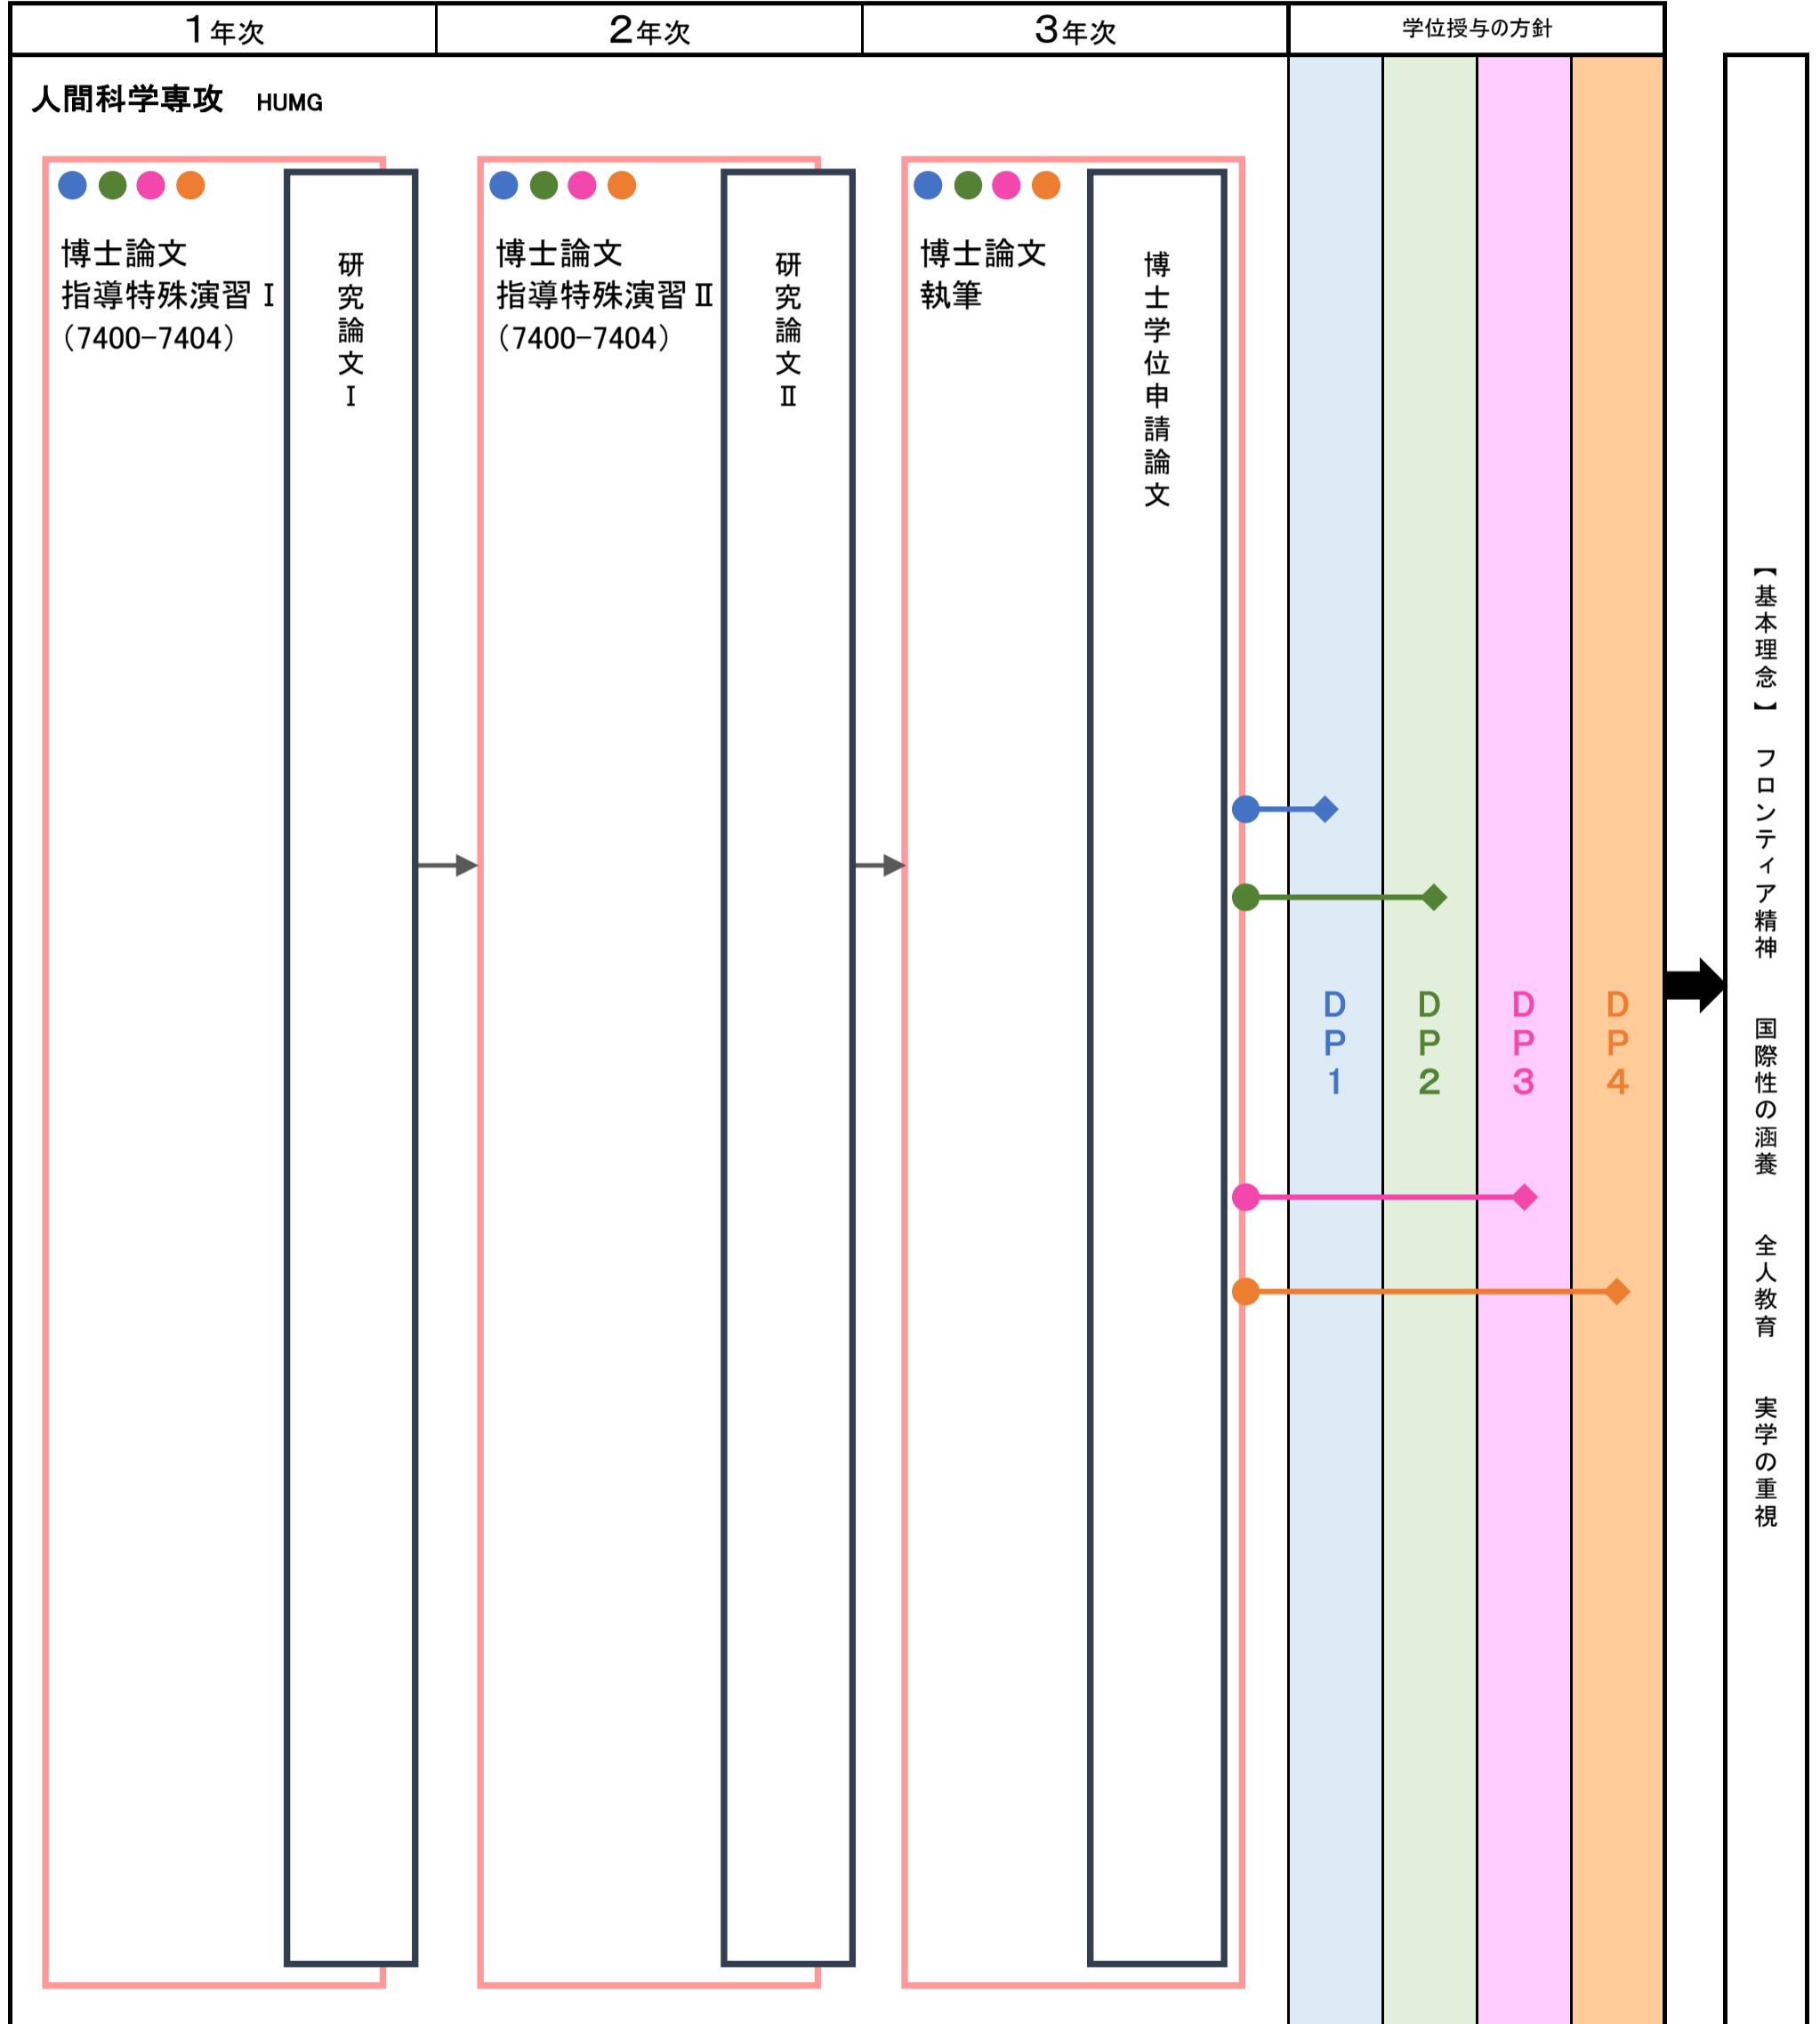 1年次
2年次
3年次
学位授与の方針
人間科学専攻 HUMG
博士論文
指導特殊演習Ⅰ
（7400-7404）
研究論文Ⅰ
博士論文
指導特殊演習Ⅱ
（7400-7404）
研究論文Ⅱ
博士論文
執筆
博士学位申請論文
DP1
DP2
DP3
DP4
【基本理念】 フロンティア精神 国際性の涵養 全人教育 実学の重視